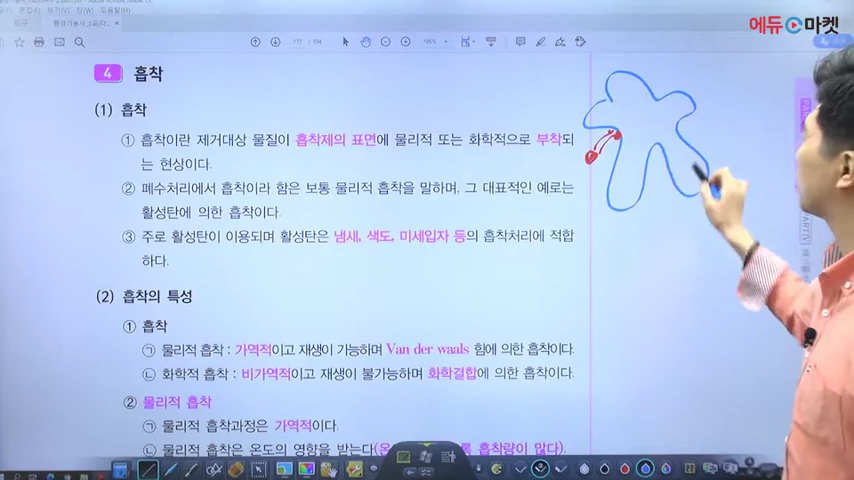 에듀마켓
도구
177 / 594
195%
4 흡착
(1) 흡착
① 흡착이란 제거대상 물질이 흡착제의 표면에 물리적 또는 화학적으로 부착되
는 현상이다.
② 폐수처리에서 흡착이라 함은 보통 물리적 흡착을 말하며, 그 대표적인 예로는
활성탄에 의한 흡착이다.
③ 주로 활성탄이 이용되며 활성탄은 냄새, 색도, 미세입자 등의 흡착처리에 적합
하다.
(2) 흡착의 특성
① 흡착
㉠ 물리적 흡착 : 가역적이고 재생이 가능하며 Van der waals 힘에 의한 흡착이다.
㉡ 화학적 흡착 : 비가역적이고 재생이 불가능하며 화학결합에 의한 흡착이다.
② 물리적 흡착
㉠ 물리적 흡착과정은 가역적이다.
㉡ 물리적 흡착은 온도의 영향을 받는다(온 록 흡착량이 많다).